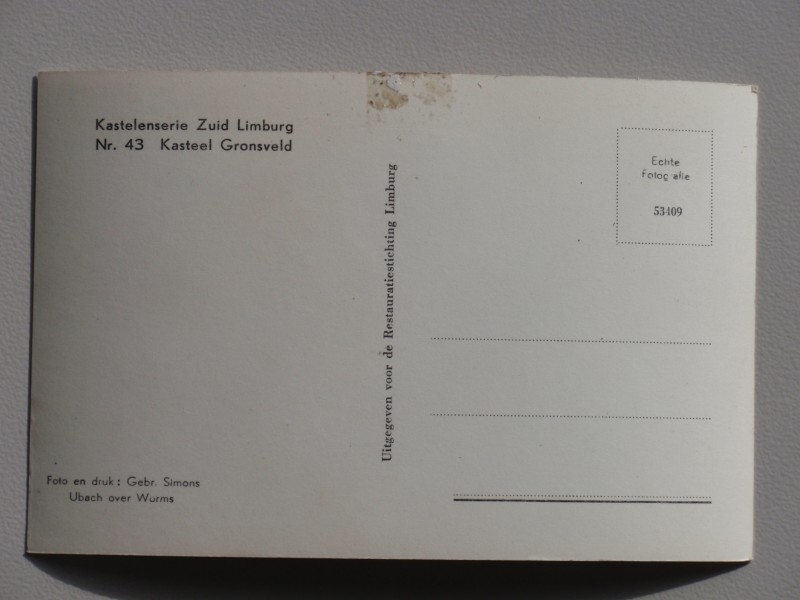 Kastelenserie Zuid Limburg
Nr. 43 Kasteel Gronsveld
Foto en druk: Gebr. Simons
Ubach over Wurms
Uitgegeven voor de Restauratiestichting Limburg
Echte
Fotografie
53409